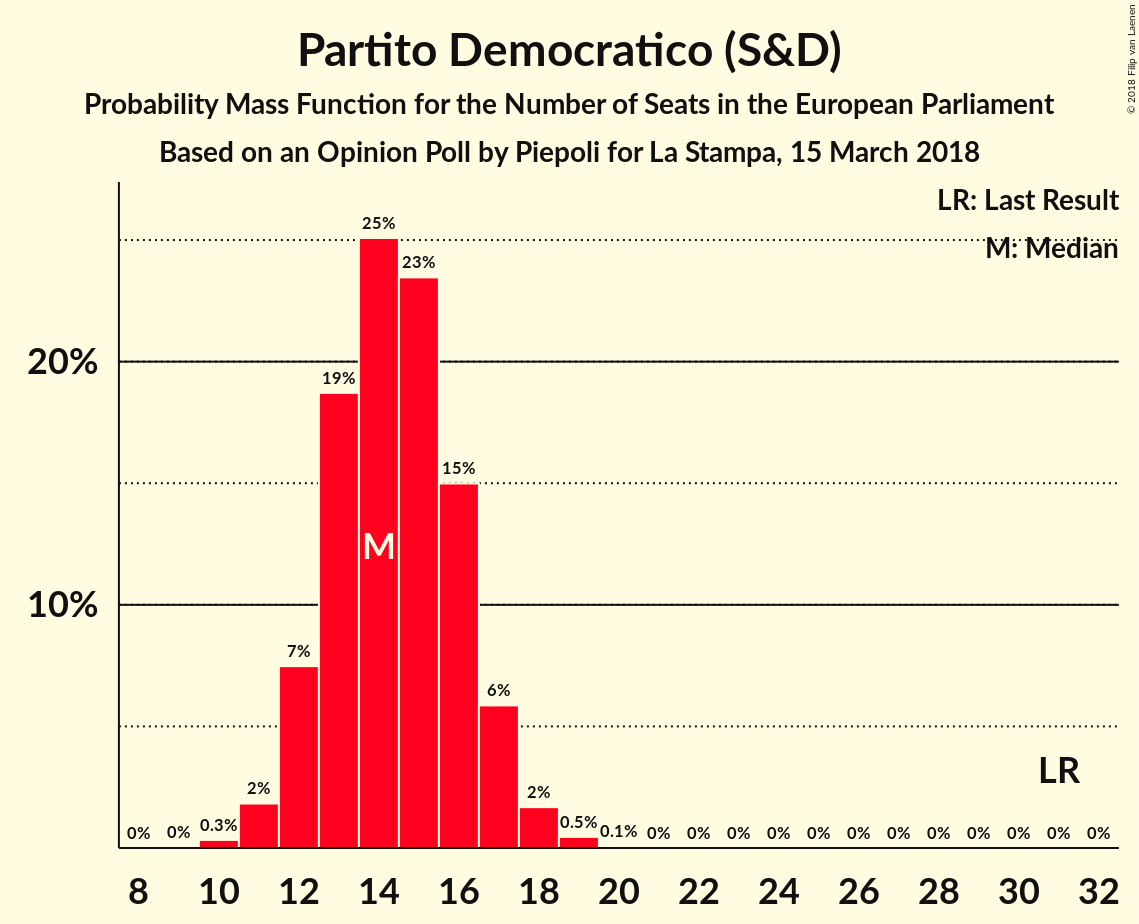 Partito Democratico (S&D)
Probability Mass Function for the Number of Seats in the European Parliament
Based on an Opinion Poll by Piepoli for La Stampa, 15 March 2018
© 2018 Filip van Laenen
LR: Last Result
M: Median
20%
10%
0% 0% 0.3% 2% 7% 19% 25% 23% 15% 6% 2% 0.5% 0.1% 0% 0% 0% 0% 0% 0% 0% 0% 0% 0% 0% 0%
M
LR
8 10 12 14 16 18 20 22 24 26 28 30 32